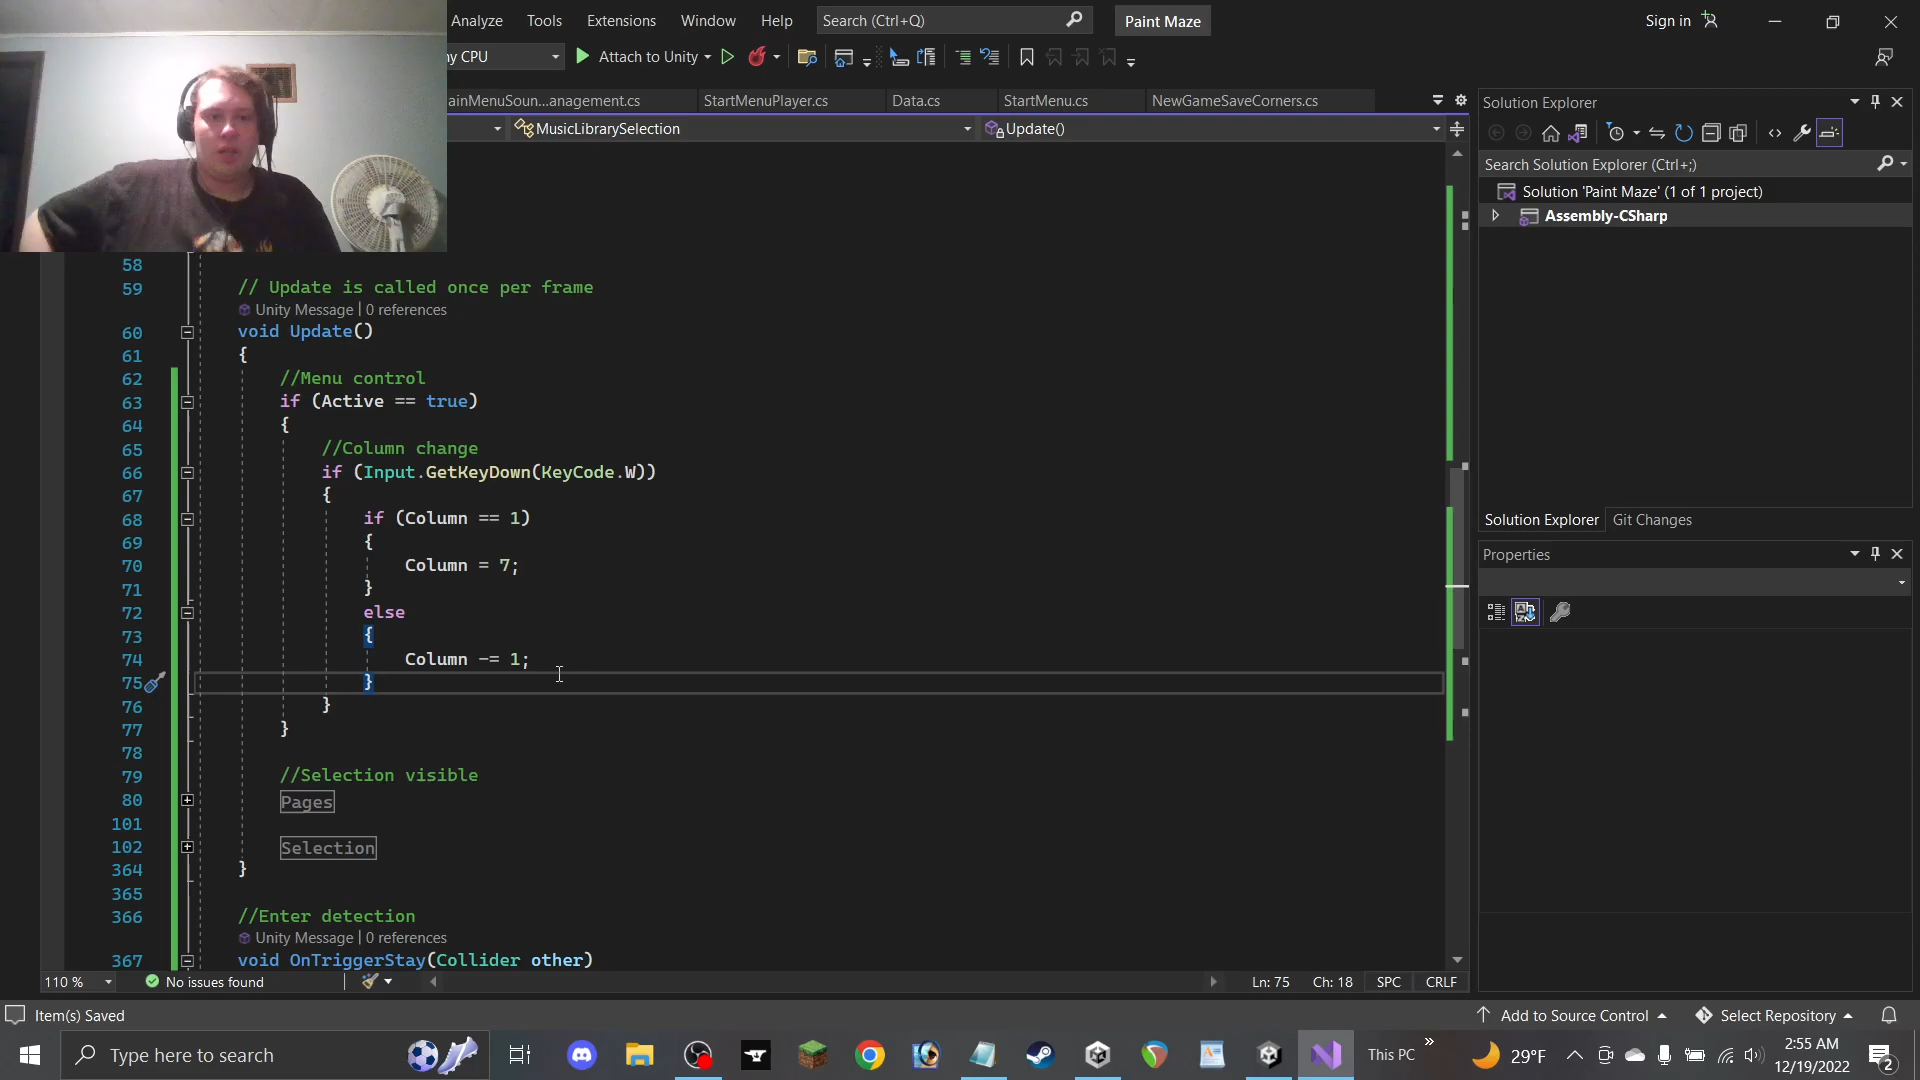 Analyze Tools Extensions Window Help Search (Ctrl+Q) Paint Maze Sign in
ny CPU Attach to Unity
ainMenuSoun...anagement.cs StartMenuPlayer.cs Data.cs StartMenu.cs NewGameSaveCorners.cs
MusicLibrarySelection Update()
58
59 // Update is called once per frame
Unity Message | 0 references
60 void Update()
61 {
62 //Menu control
63 if (Active == true)
64 {
65 //Column change
66 if (Input.GetKeyDown(KeyCode.W))
67 {
68 if (Column == 1)
69 {
70 Column = 7;
71 }
72 else
73 {
74 Column -= 1;
75 }
76 }
77 }
78
79 //Selection visible
80 Pages
101
102 Selection
364 }
365
366 //Enter detection
Unity Message | 0 references
367 void OnTriggerStay(Collider other)
110 % No issues found Ln: 75 Ch: 18 SPC CRLF
Solution Explorer
Search Solution Explorer (Ctrl+;)
Solution 'Paint Maze' (1 of 1 project)
Assembly-CSharp
Solution Explorer Git Changes
Properties
Item(s) Saved Add to Source Control Select Repository
Type here to search This PC 29°F 2:55 AM
12/19/2022 2